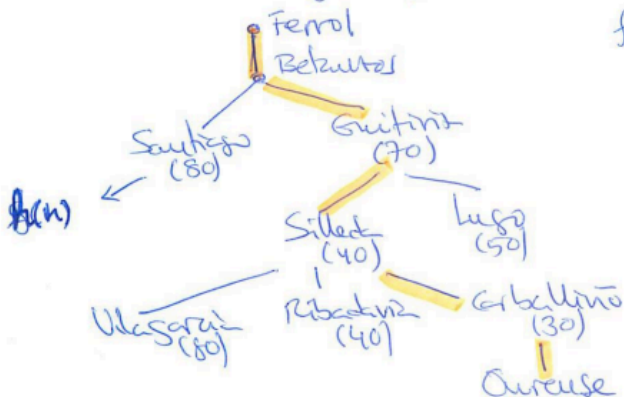 Ferrol
Betanzos
f
Santiago
(80)
Guitiriz
(70)
h(n)
Silleda
(40)
Lugo
(50)
Vilagarcía
(80)
Ribadavia
(40)
Carballiño
(30)
Ourense